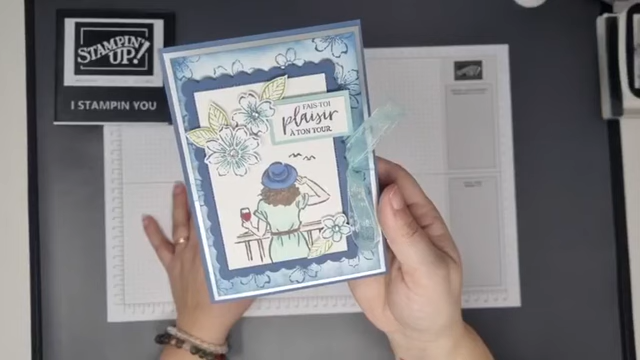 STAMPIN' UP!
I STAMPIN YOU
FAIS-TOI
plaisir
À TON TOUR.